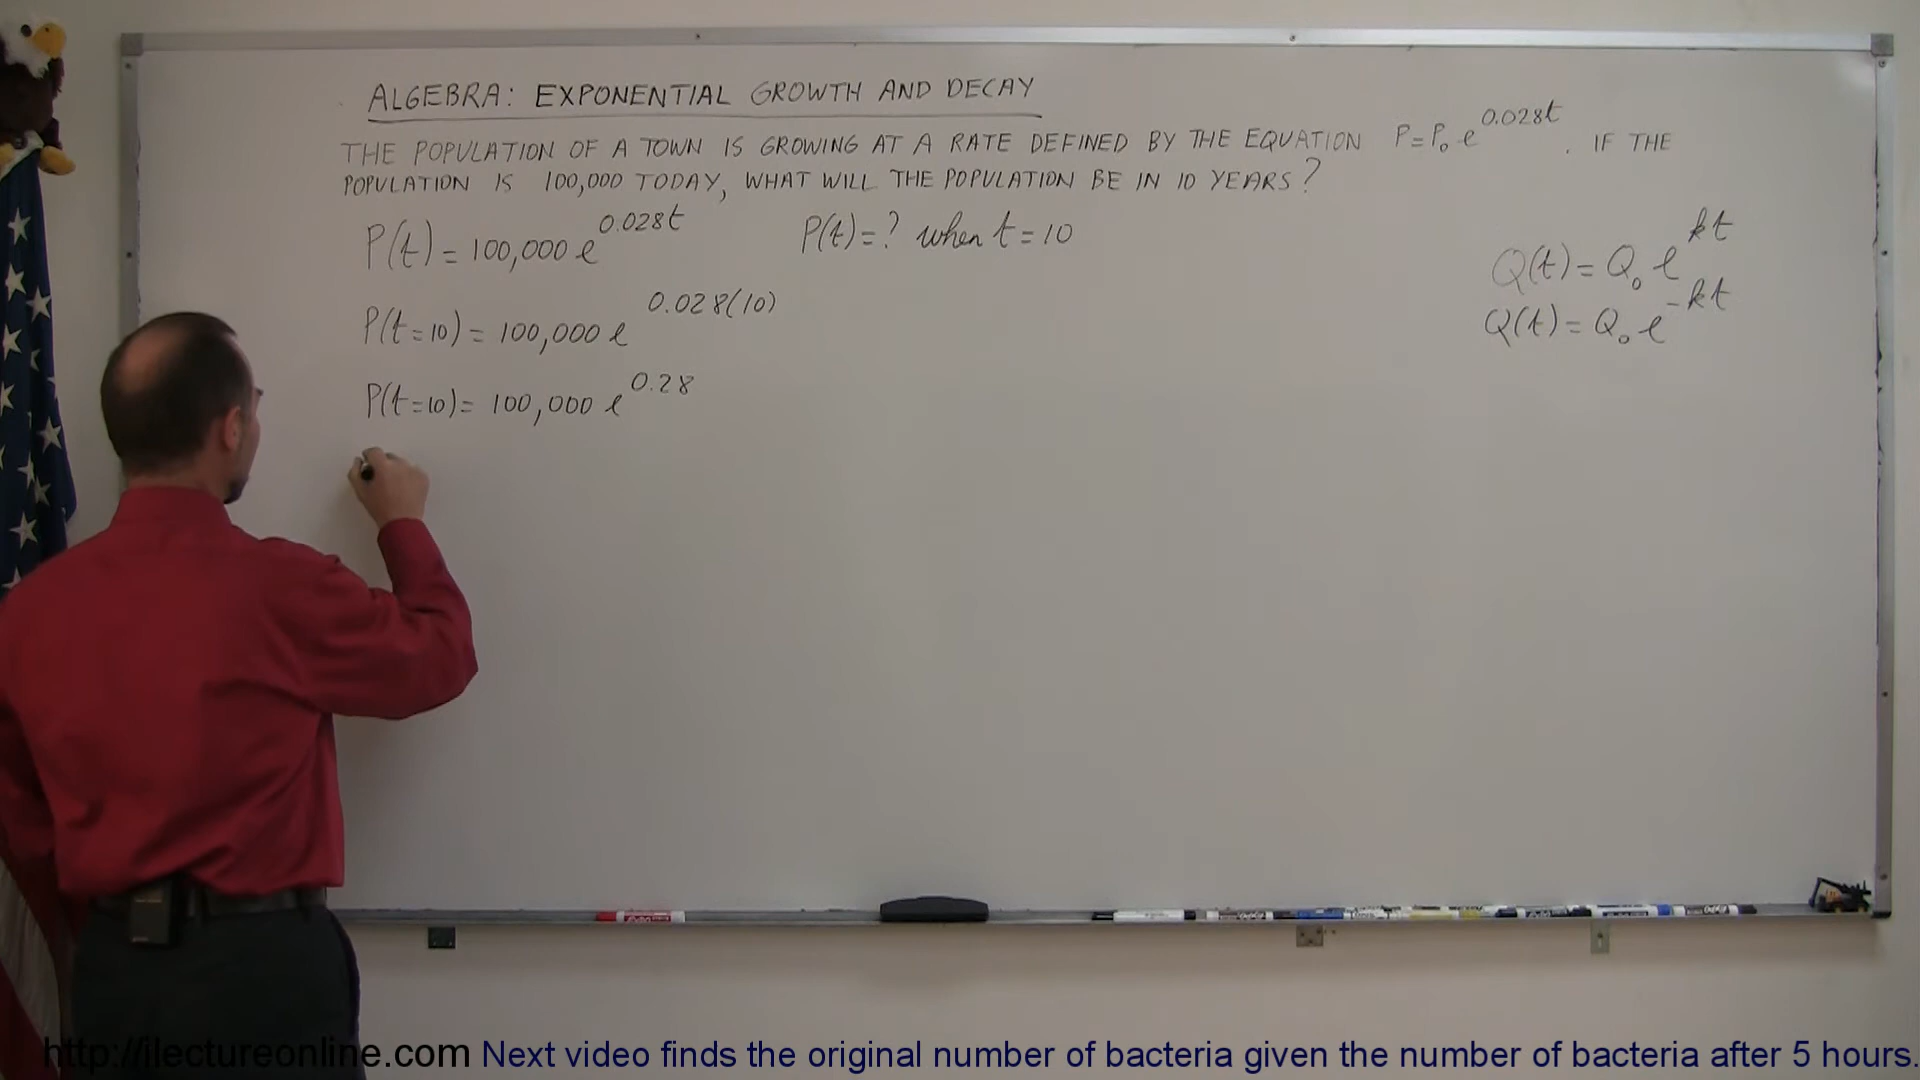 ALGEBRA: EXPONENTIAL GROWTH AND DECAY
THE POPULATION OF A TOWN IS GROWING AT A RATE DEFINED BY THE EQUATION P=P₀e^0.028t. IF THE
POPULATION IS 100,000 TODAY, WHAT WILL THE POPULATION BE IN 10 YEARS?
P(t) = 100,000 e^0.028t
P(t)=? when t=10
P(t=10) = 100,000 e^0.028(10)
P(t=10)= 100,000 e^0.28
Q(t)= Q₀e^kt
Q(t)= Q₀e^-kt
http://ilectureonline.com Next video finds the original number of bacteria given the number of bacteria after 5 hours.